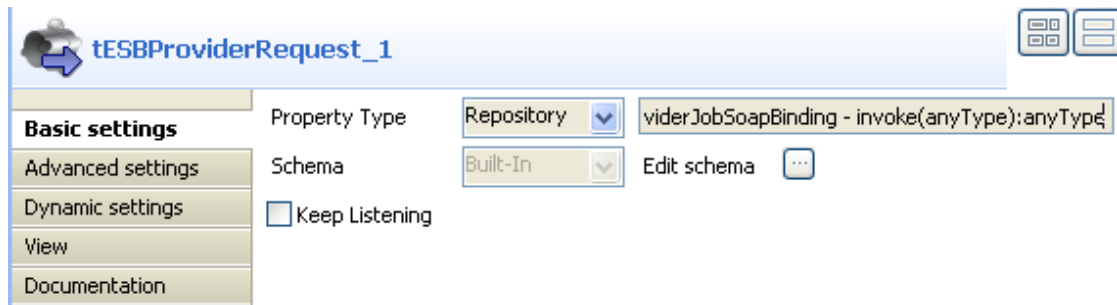 tESBProviderRequest_1
Basic settings
Advanced settings
Dynamic settings
View
Documentation
Property Type Repository viderJobSoapBinding - invoke(anyType):anyType
Schema Built-In Edit schema ...
Keep Listening